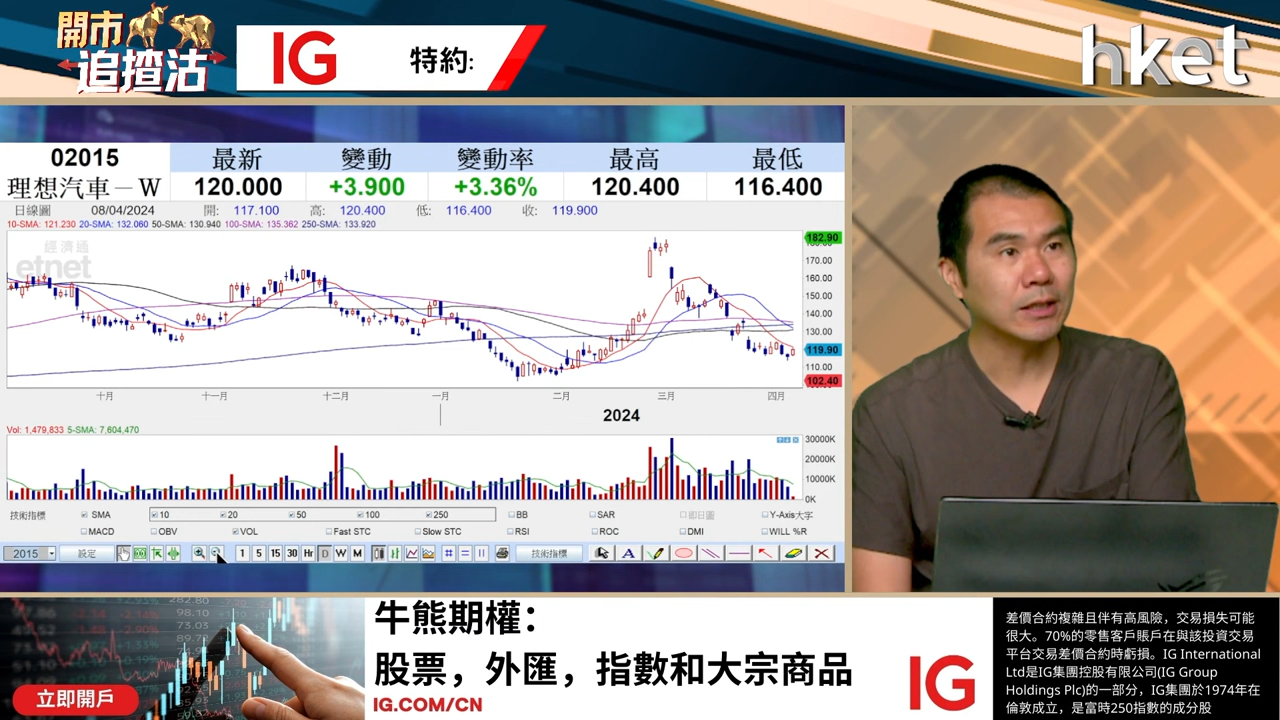 開市
追揸沽
IG
特約:
hket
02015 最新 變動 變動率 最高 最低
理想汽車－W 120.000 +3.900 +3.36% 120.400 116.400
日線圖 08/04/2024 開: 117.100 高: 120.400 低: 116.400 收: 119.900
10-SMA: 121.230 20-SMA: 132.060 50-SMA: 130.940 100-SMA: 135.362 250-SMA: 133.920
經濟通
etnet
182.90
170.00
160.00
150.00
140.00
130.00
119.90
110.00
102.40
十月 十一月 十二月 一月 二月 三月 四月
2024
Vol: 1,479,833 5-SMA: 7,604,470
30000K
20000K
10000K
0K
技術指標 SMA 10 20 50 100 250 BB SAR 即日圖 Y-Axis大字
MACD OBV VOL Fast STC Slow STC RSI ROC DMI WILL %R
2015 設定 1 5 15 30 Hr D W M 技術指標 A
牛熊期權：
股票，外匯，指數和大宗商品
IG.COM/CN
立即開戶
IG
差價合約複雜且伴有高風險，交易損失可能
很大。70%的零售客戶賬戶在與該投資交易
平台交易差價合約時虧損。IG International
Ltd是IG集團控股有限公司(IG Group
Holdings Plc)的一部分，IG集團於1974年在
倫敦成立，是富時250指數的成分股